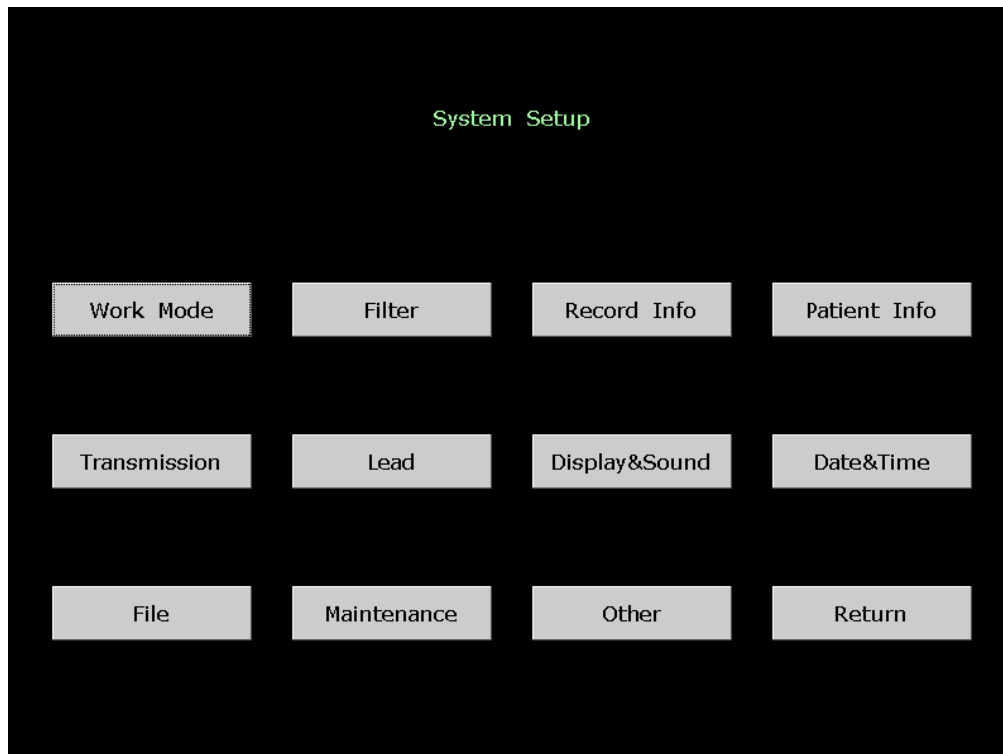 System Setup
Work Mode
Filter
Record Info
Patient Info
Transmission
Lead
Display&Sound
Date&Time
File
Maintenance
Other
Return